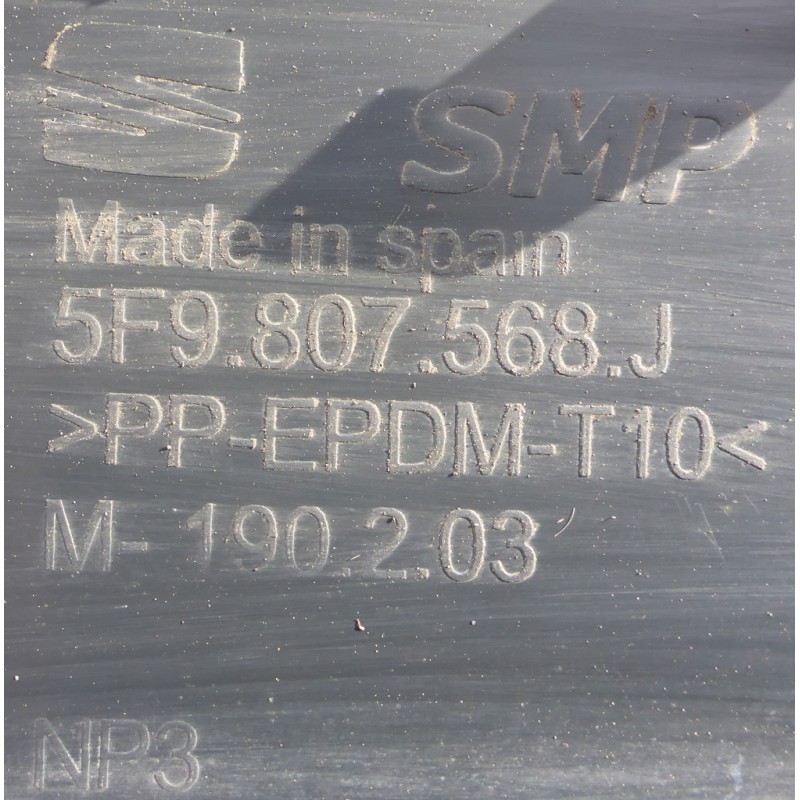 SMP
Made in spain
5F9.807.568.J
>PP-EPDM-T10<
M-190.2.03
NP3